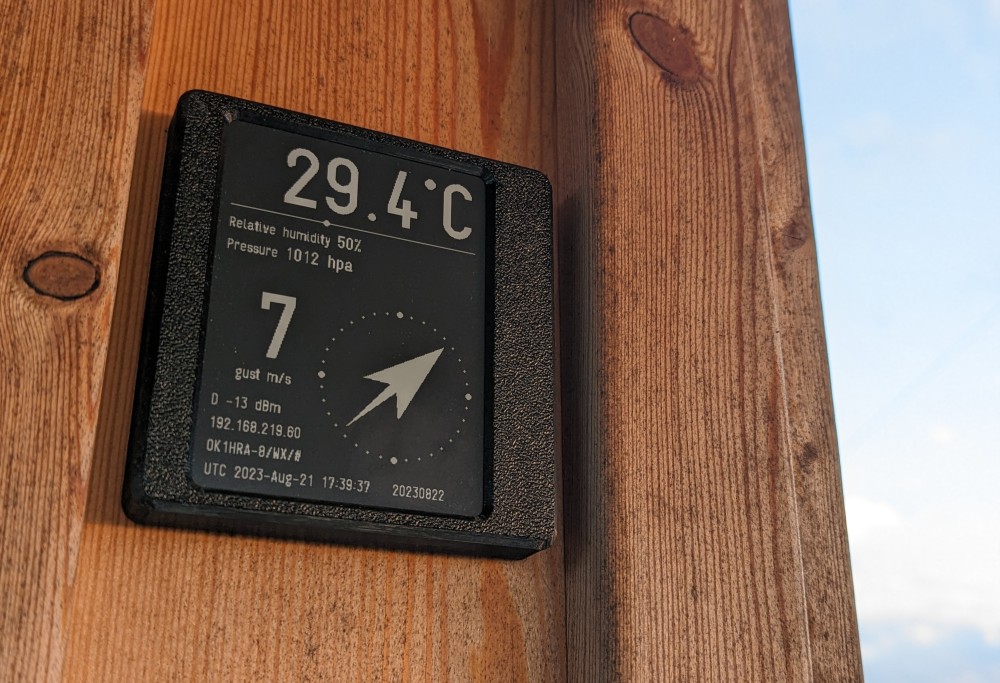 29.4°C
Relative humidity 50%
Pressure 1012 hpa
7
gust m/s
D -13 dBm
192.168.219.60
OK1HRA-8/WX/#
UTC 2023-Aug-21 17:39:37 20230822